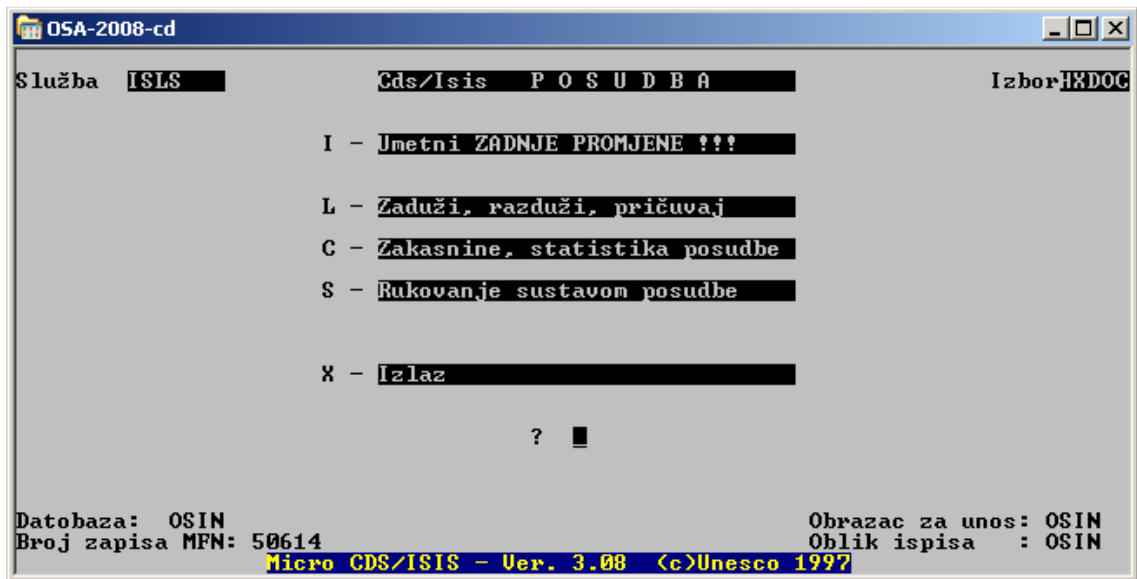 OSA-2008-cd
Služba ISLS Cds/Isis P O S U D B A Izbor HXDOC
I - Umetni ZADNJE PROMJENE !!!
L - Zaduži, razduži, pričuvaj
C - Zakasnine, statistika posudbe
S - Rukovanje sustavom posudbe
X - Izlaz
?
Datobaza: OSIN Obrazac za unos: OSIN
Broj zapisa MFN: 50614 Oblik ispisa : OSIN
Micro CDS/ISIS - Ver. 3.08 (c)Unesco 1997